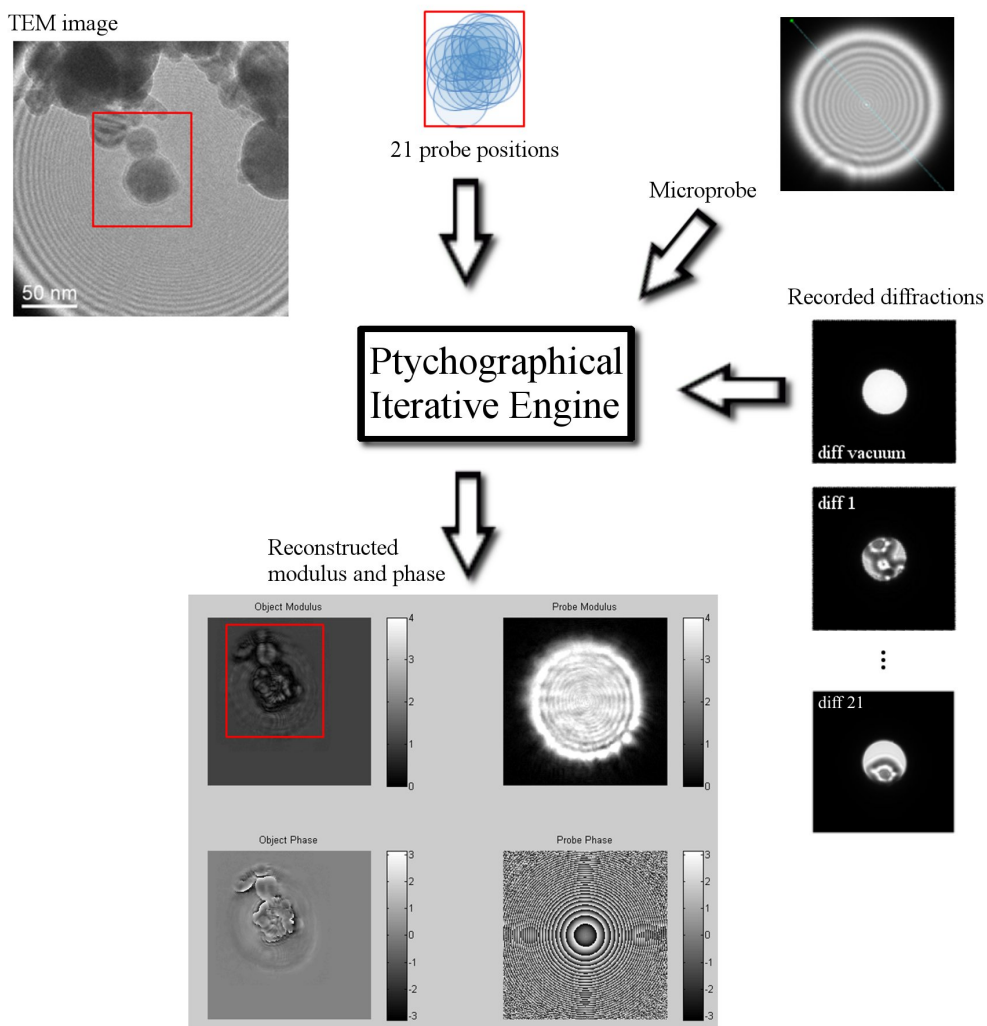 TEM image
50 nm
21 probe positions
Microprobe
Recorded diffractions
diff vacuum
diff 1
diff 21
Ptychographical
Iterative Engine
Reconstructed
modulus and phase
Object Modulus
4
3
2
1
0
Probe Modulus
4
3
2
1
0
Object Phase
3
2
1
0
-1
-2
-3
Probe Phase
3
2
1
0
-1
-2
-3